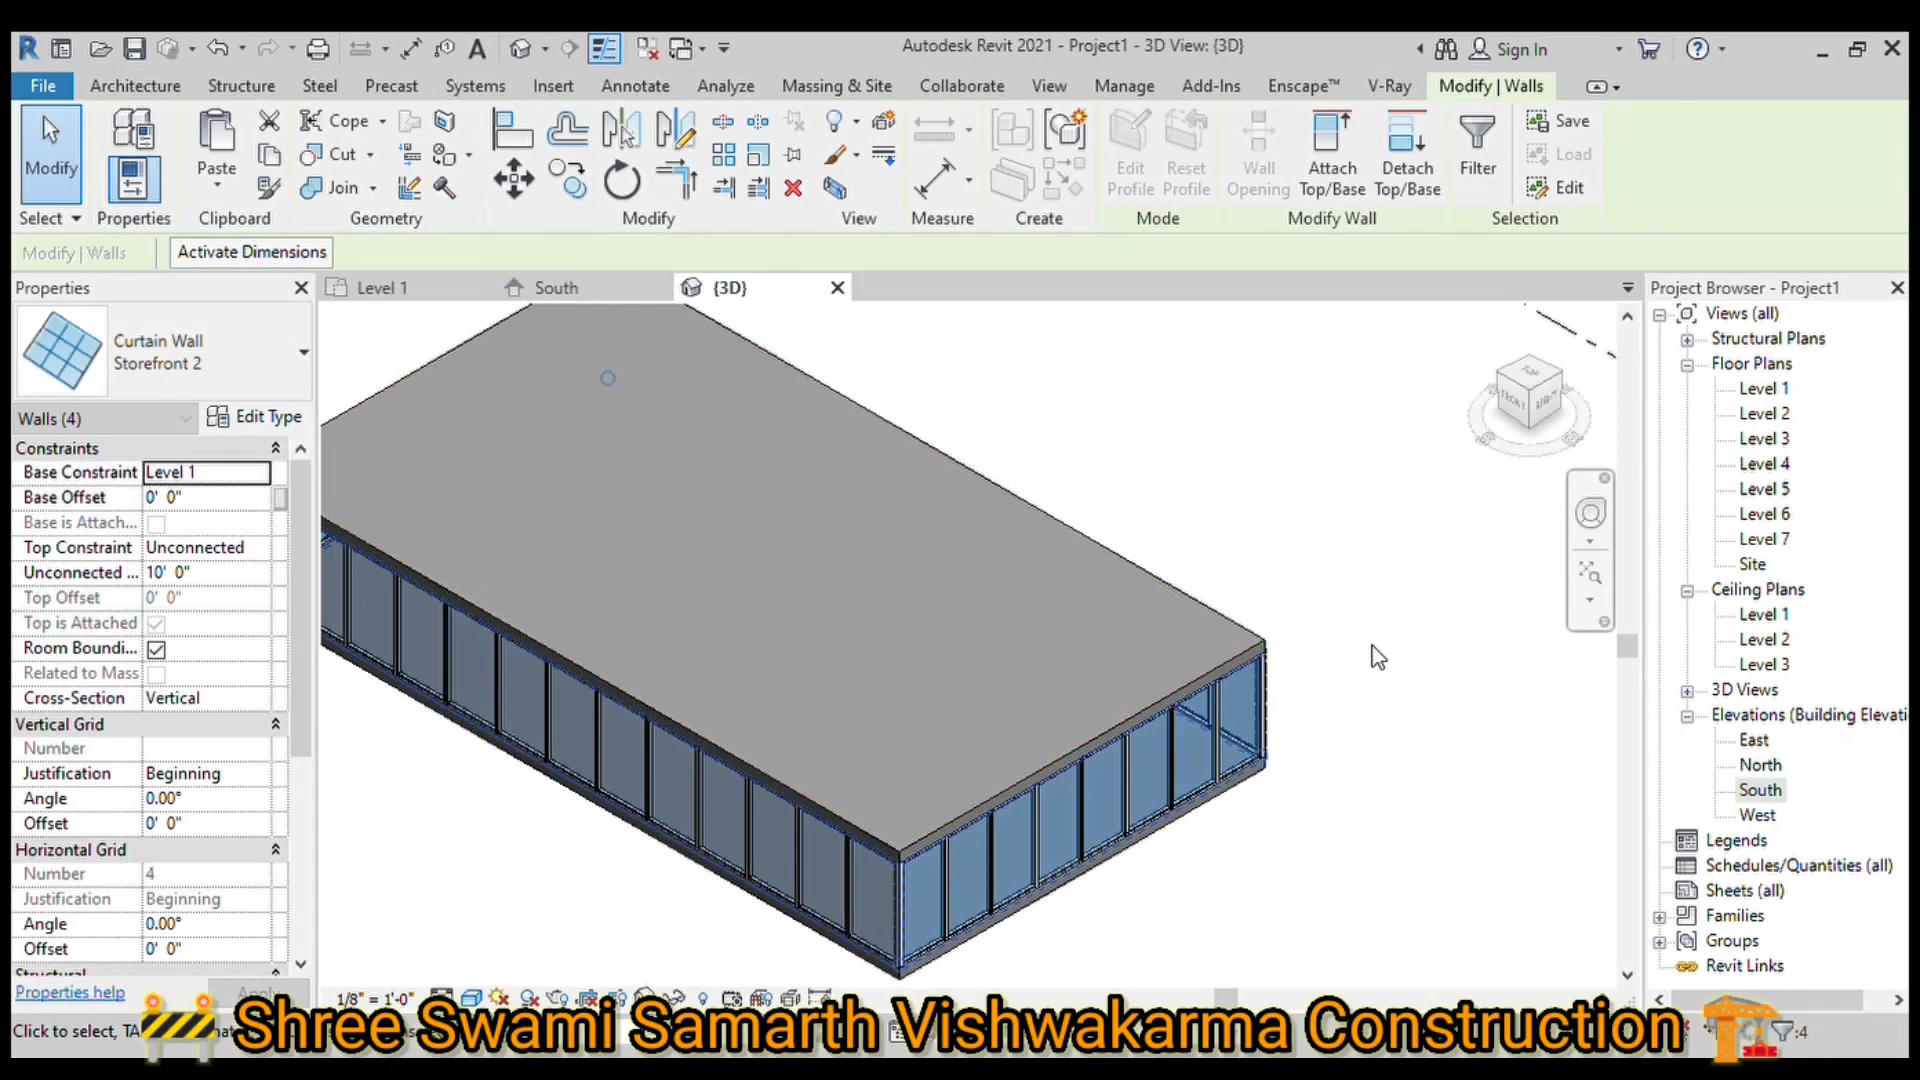 Autodesk Revit 2021 - Project1 - 3D View: {3D}
Sign In
File
Architecture
Structure
Steel
Precast
Systems
Insert
Annotate
Analyze
Massing & Site
Collaborate
View
Manage
Add-Ins
Enscape™
V-Ray
Modify | Walls
Modify
Paste
Cope
Cut
Join
Edit Profile
Reset Profile
Wall Opening
Attach Top/Base
Detach Top/Base
Filter
Save
Load
Edit
Select
Properties
Clipboard
Geometry
Modify
View
Measure
Create
Mode
Modify Wall
Selection
Modify | Walls
Activate Dimensions
Properties
Curtain Wall
Storefront 2
Walls (4)
Edit Type
Constraints
Base Constraint Level 1
Base Offset 0' 0"
Base is Attach...
Top Constraint Unconnected
Unconnected ... 10' 0"
Top Offset 0' 0"
Top is Attached
Room Boundi...
Related to Mass
Cross-Section Vertical
Vertical Grid
Number
Justification Beginning
Angle 0.00°
Offset 0' 0"
Horizontal Grid
Number 4
Justification Beginning
Angle 0.00°
Offset 0' 0"
Structural
Properties help
Apply
Level 1
South
{3D}
TOP
FRONT
RIGHT
1/8" = 1'-0"
Project Browser - Project1
Views (all)
Structural Plans
Floor Plans
Level 1
Level 2
Level 3
Level 4
Level 5
Level 6
Level 7
Site
Ceiling Plans
Level 1
Level 2
Level 3
3D Views
Elevations (Building Elevati
East
North
South
West
Legends
Schedules/Quantities (all)
Sheets (all)
Families
Groups
Revit Links
Click to select, TA
:4
Shree Swami Samarth Vishwakarma Construction